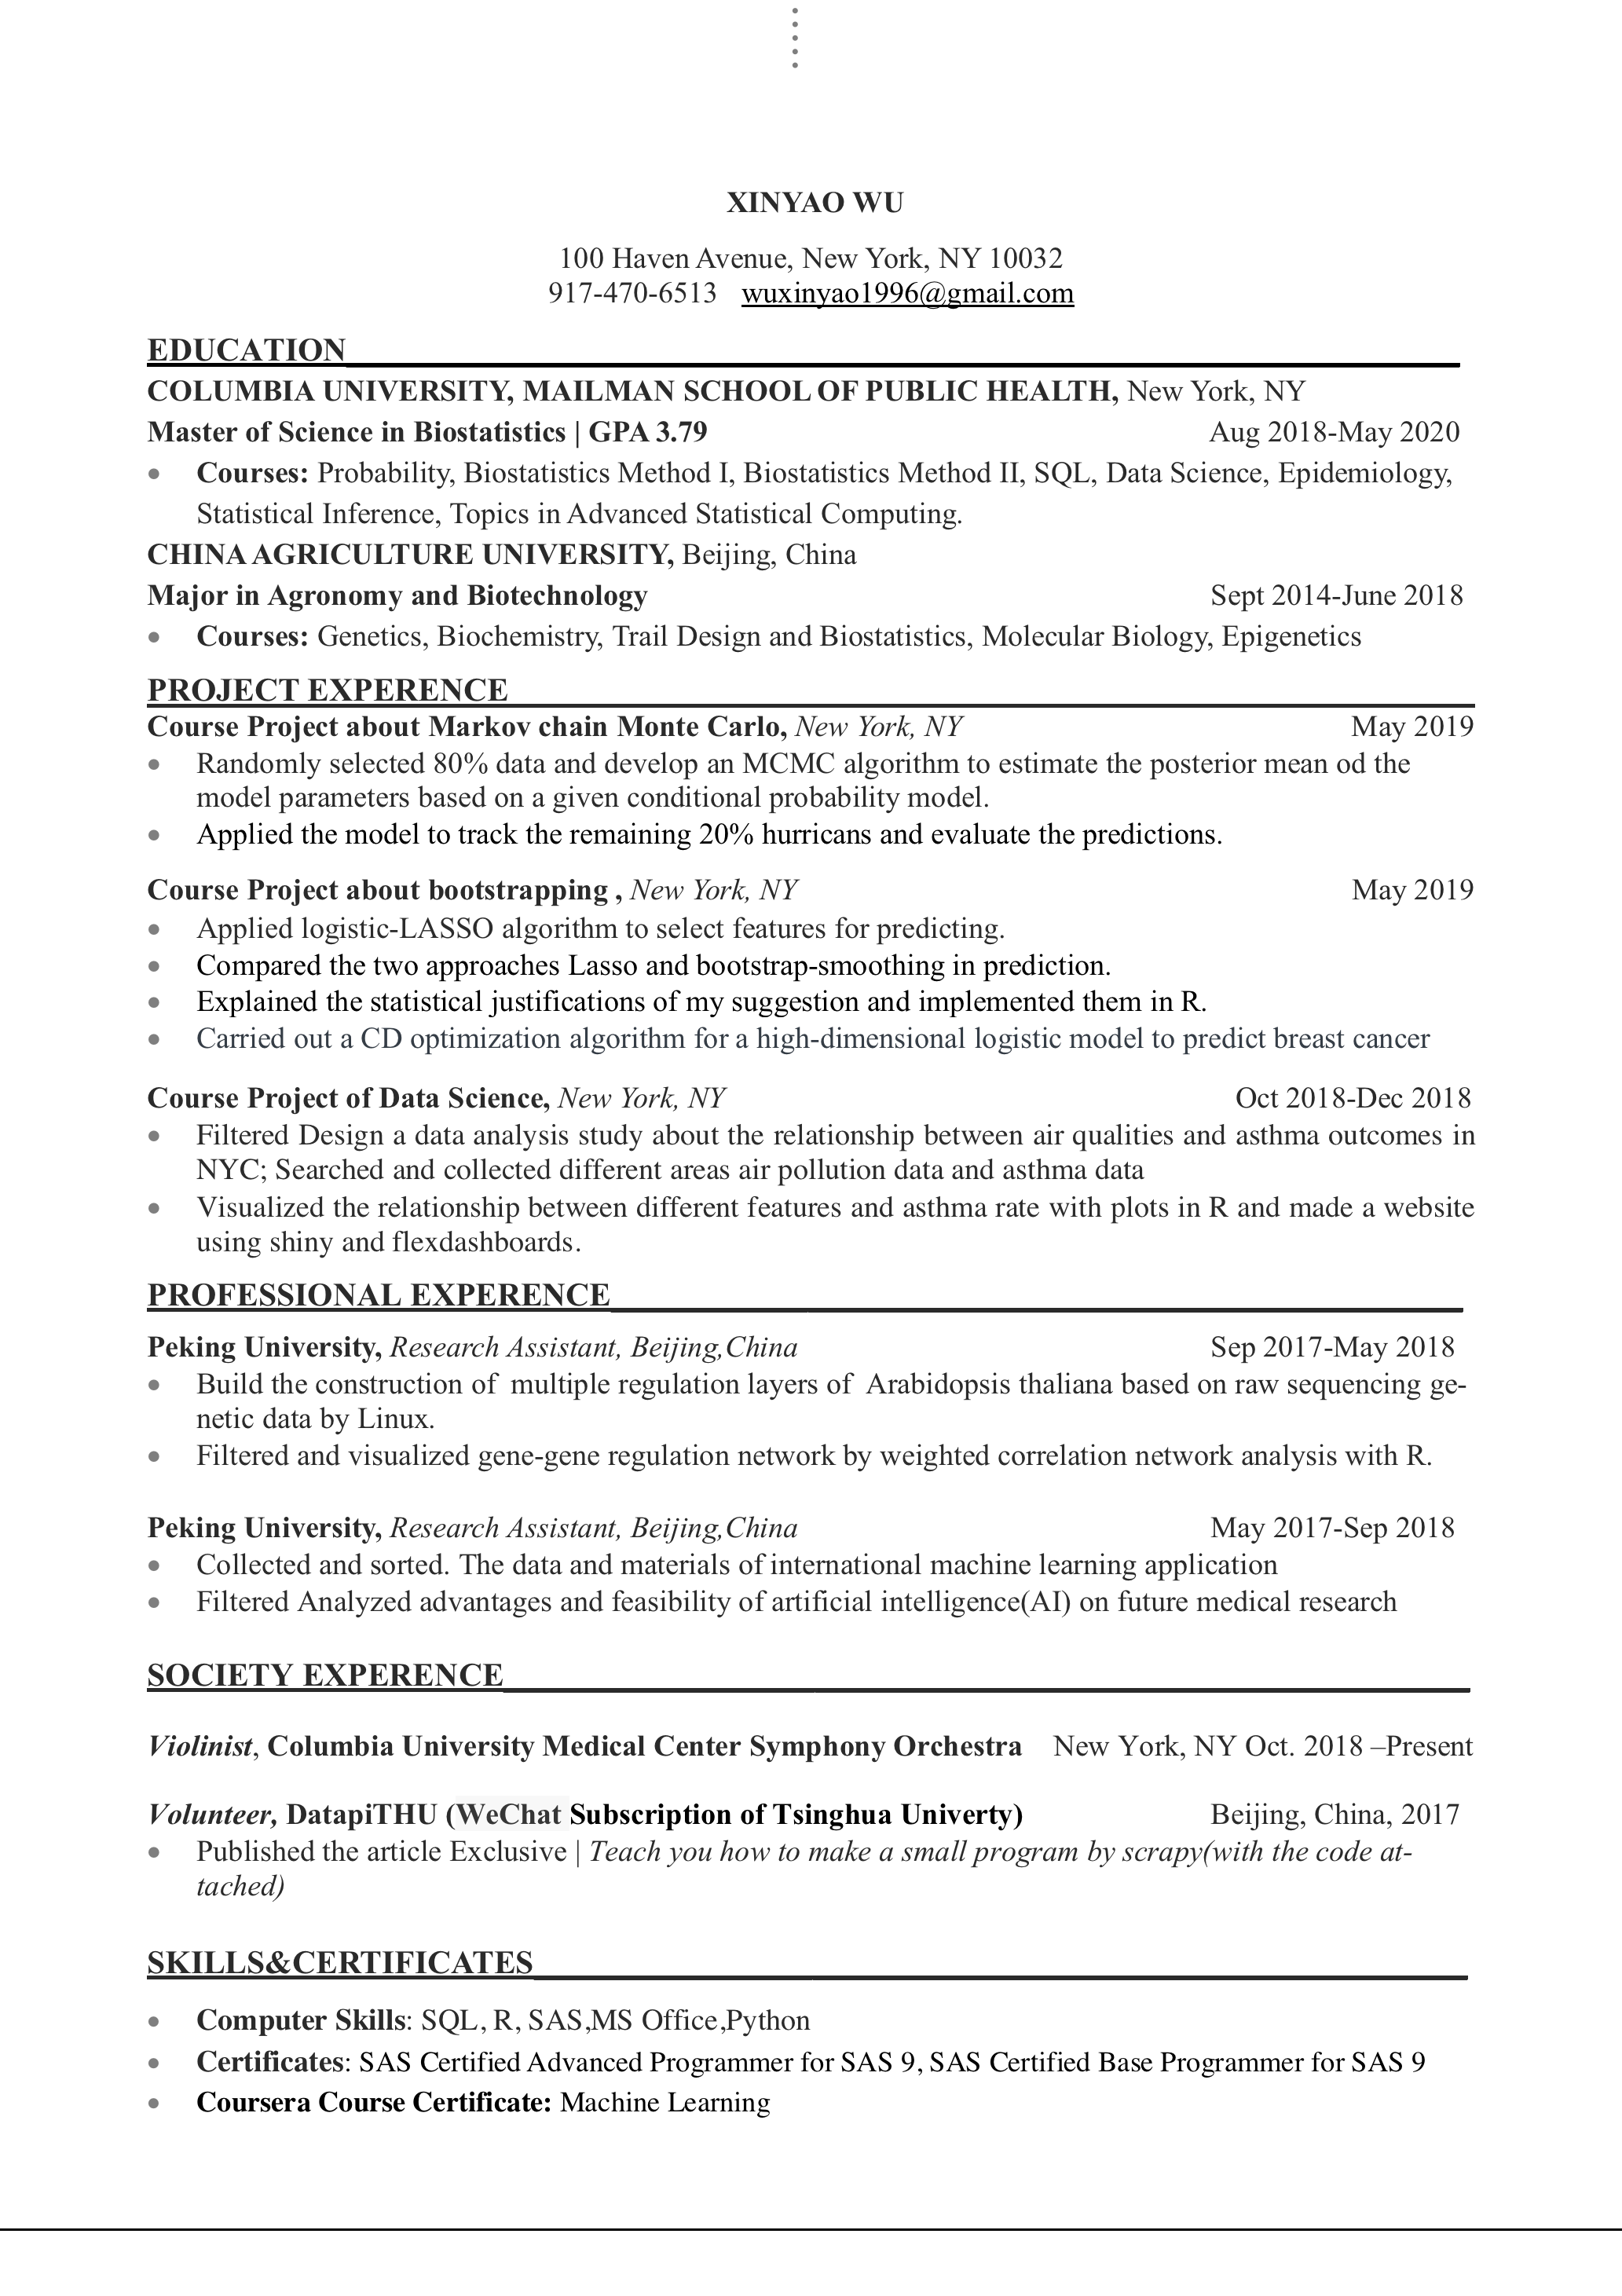 XINYAO WU
100 Haven Avenue, New York, NY 10032
917-470-6513 wuxinyao1996@gmail.com
EDUCATION
COLUMBIA UNIVERSITY, MAILMAN SCHOOL OF PUBLIC HEALTH, New York, NY
Master of Science in Biostatistics | GPA 3.79 Aug 2018-May 2020
• Courses: Probability, Biostatistics Method I, Biostatistics Method II, SQL, Data Science, Epidemiology,
Statistical Inference, Topics in Advanced Statistical Computing.
CHINA AGRICULTURE UNIVERSITY, Beijing, China
Major in Agronomy and Biotechnology Sept 2014-June 2018
• Courses: Genetics, Biochemistry, Trail Design and Biostatistics, Molecular Biology, Epigenetics
PROJECT EXPERENCE
Course Project about Markov chain Monte Carlo, New York, NY May 2019
• Randomly selected 80% data and develop an MCMC algorithm to estimate the posterior mean od the
model parameters based on a given conditional probability model.
• Applied the model to track the remaining 20% hurricans and evaluate the predictions.
Course Project about bootstrapping , New York, NY May 2019
• Applied logistic-LASSO algorithm to select features for predicting.
• Compared the two approaches Lasso and bootstrap-smoothing in prediction.
• Explained the statistical justifications of my suggestion and implemented them in R.
• Carried out a CD optimization algorithm for a high-dimensional logistic model to predict breast cancer
Course Project of Data Science, New York, NY Oct 2018-Dec 2018
• Filtered Design a data analysis study about the relationship between air qualities and asthma outcomes in
NYC; Searched and collected different areas air pollution data and asthma data
• Visualized the relationship between different features and asthma rate with plots in R and made a website
using shiny and flexdashboards.
PROFESSIONAL EXPERENCE
Peking University, Research Assistant, Beijing,China Sep 2017-May 2018
• Build the construction of multiple regulation layers of Arabidopsis thaliana based on raw sequencing ge-
netic data by Linux.
• Filtered and visualized gene-gene regulation network by weighted correlation network analysis with R.
Peking University, Research Assistant, Beijing,China May 2017-Sep 2018
• Collected and sorted. The data and materials of international machine learning application
• Filtered Analyzed advantages and feasibility of artificial intelligence(AI) on future medical research
SOCIETY EXPERENCE
Violinist, Columbia University Medical Center Symphony Orchestra New York, NY Oct. 2018 –Present
Volunteer, DatapiTHU (WeChat Subscription of Tsinghua Univerty) Beijing, China, 2017
• Published the article Exclusive | Teach you how to make a small program by scrapy(with the code at-
tached)
SKILLS&CERTIFICATES
• Computer Skills: SQL, R, SAS,MS Office,Python
• Certificates: SAS Certified Advanced Programmer for SAS 9, SAS Certified Base Programmer for SAS 9
• Coursera Course Certificate: Machine Learning